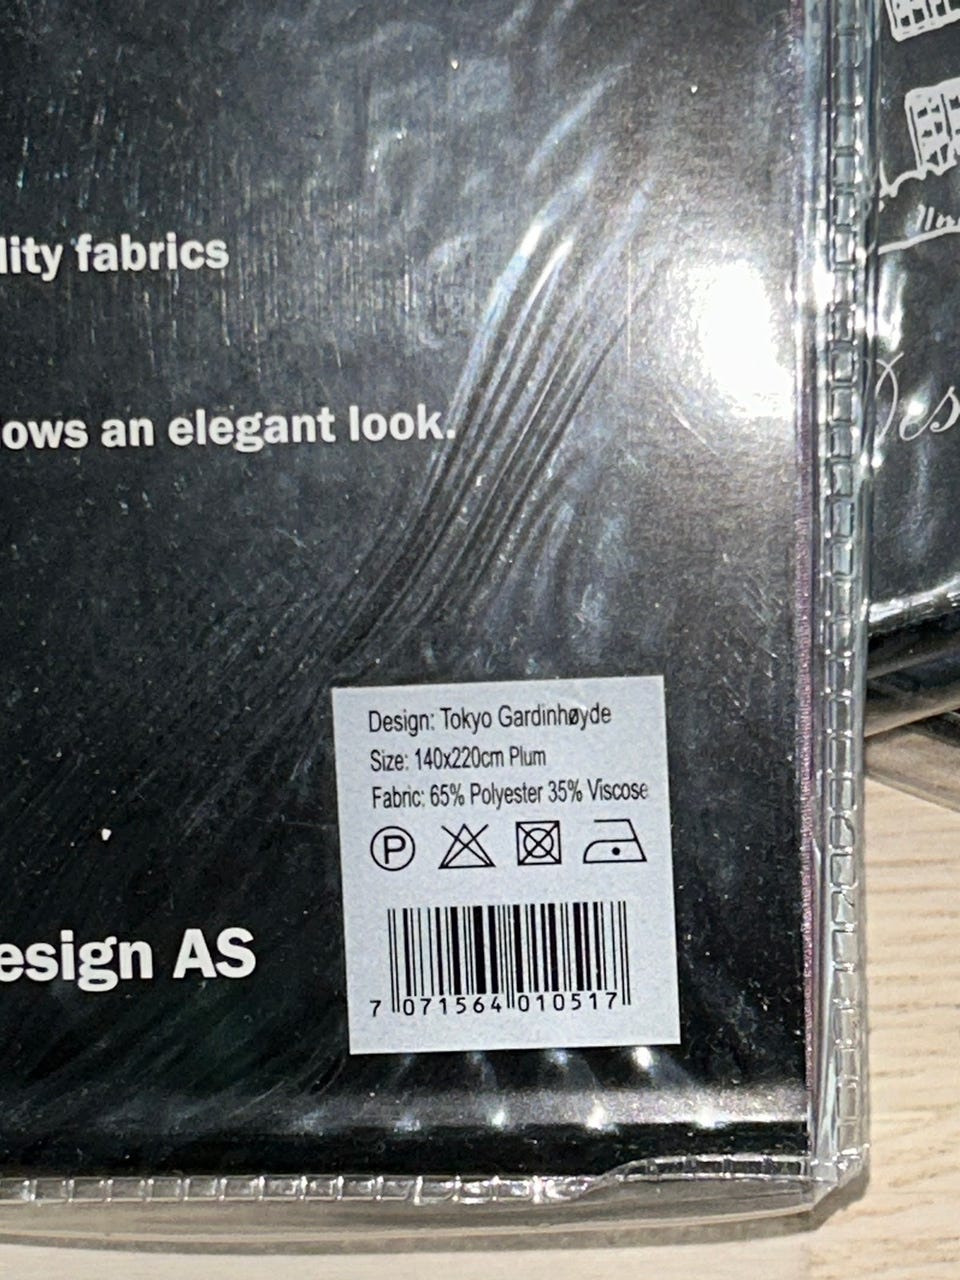 lity fabrics
ows an elegant look.
Design: Tokyo Gardinhøyde
Size: 140x220cm Plum
Fabric: 65% Polyester 35% Viscose
P
esign AS
7 071564 010517
Des